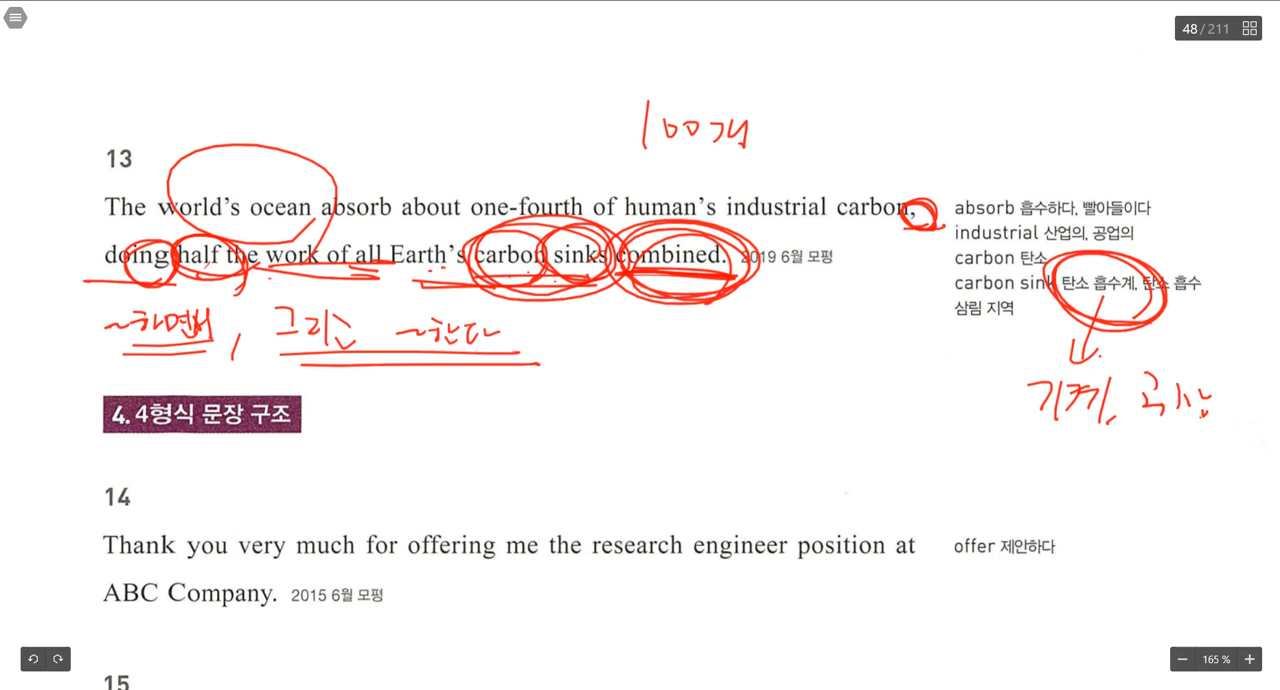 48 / 211
100개
13
The world's ocean absorb about one-fourth of human's industrial carbon,
absorb 흡수하다, 빨아들이다
industrial 산업의, 공업의
doing half the work of all Earth's carbon sinks combined. 2019 6월 모평
carbon 탄소
carbon sink 탄소 흡수계, 탄소 흡수
삼림 지역
~하면서, 그리고 ~한다
기계, 공장
4. 4형식 문장 구조
14
Thank you very much for offering me the research engineer position at
offer 제안하다
ABC Company. 2015 6월 모평
165 %
15